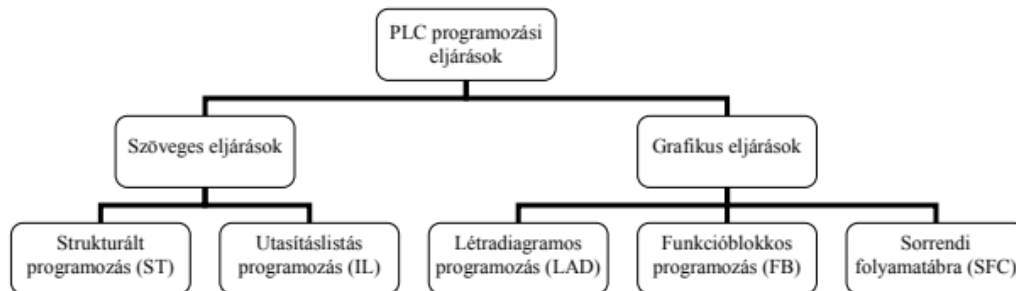 PLC programozási
eljárások
Szöveges eljárások
Grafikus eljárások
Strukturált
programozás (ST)
Utasításlistás
programozás (IL)
Létradiagramos
programozás (LAD)
Funkcióblokkos
programozás (FB)
Sorrendi
folyamatábra (SFC)